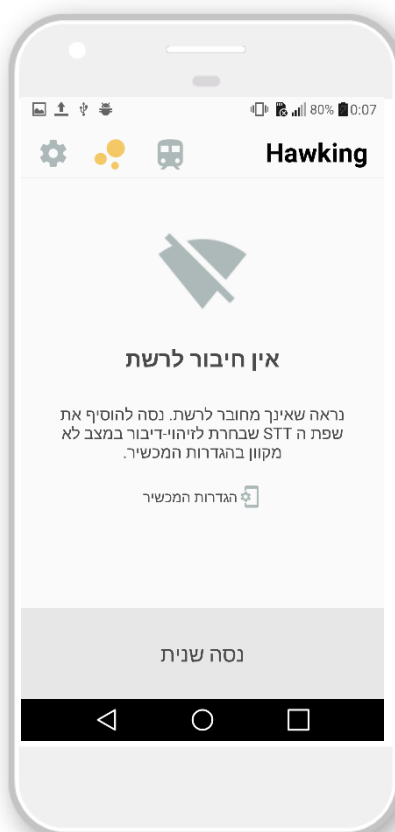 80% 0:07
Hawking
אין חיבור לרשת
נראה שאינך מחובר לרשת. נסה להוסיף את
שפת ה STT שבחרת לזיהוי-דיבור במצב לא
מקוון בהגדרות המכשיר.
הגדרות המכשיר
נסה שנית